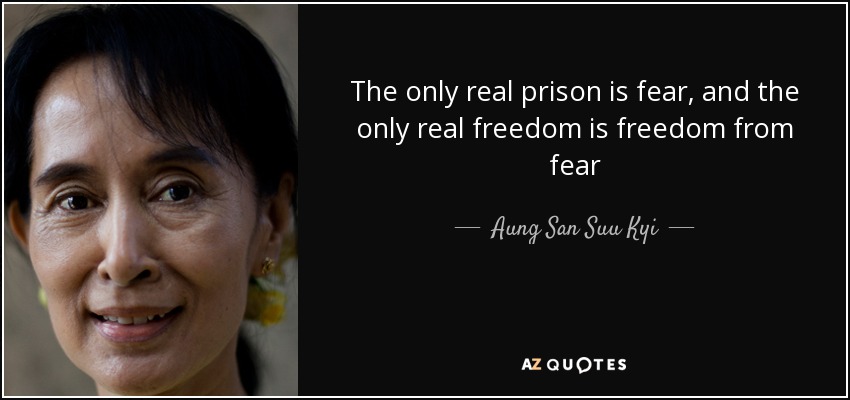 The only real prison is fear, and the
only real freedom is freedom from
fear
— Aung San Suu Kyi —
AZ QUOTES